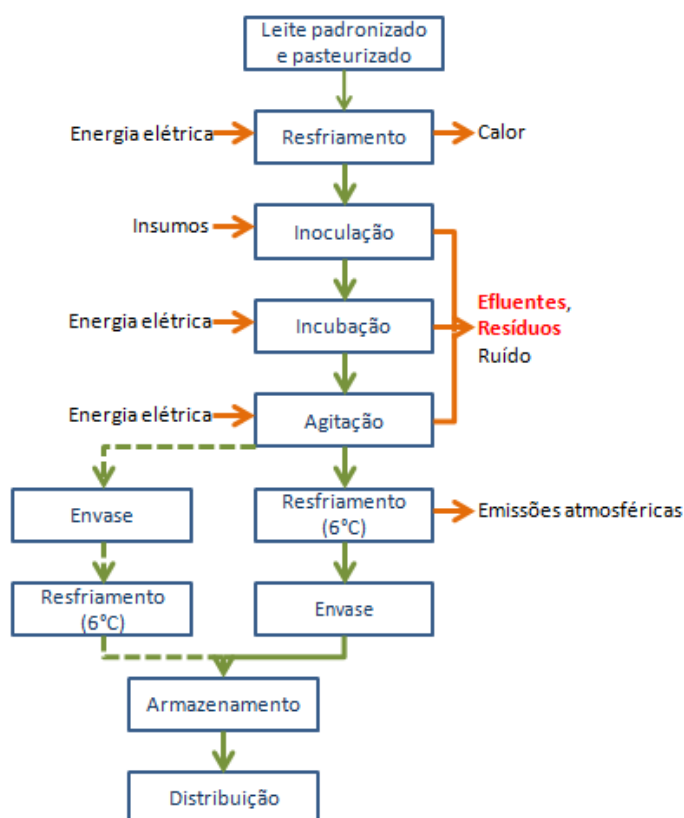 Leite padronizado
e pasteurizado
Energia elétrica
Resfriamento
Calor
Insumos
Inoculação
Energia elétrica
Incubação
Efluentes,
Resíduos
Ruído
Energia elétrica
Agitação
Envase
Resfriamento
(6°C)
Emissões atmosféricas
Resfriamento
(6°C)
Envase
Armazenamento
Distribuição